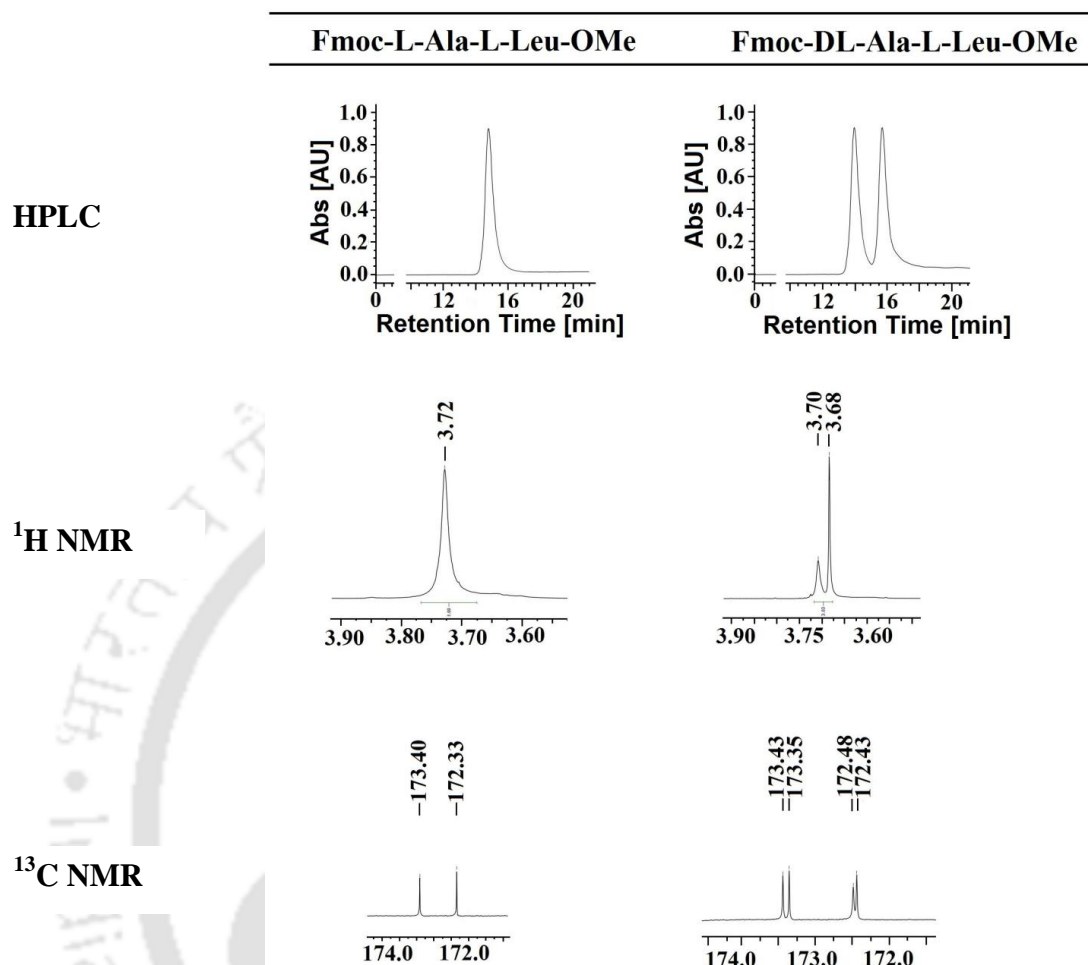 Fmoc-L-Ala-L-Leu-OMe Fmoc-DL-Ala-L-Leu-OMe
HPLC
Abs [AU]
1.0
0.8
0.6
0.4
0.2
0.0
0 12 16 20
Retention Time [min]
Abs [AU]
1.0
0.8
0.6
0.4
0.2
0.0
0 12 16 20
Retention Time [min]
1H NMR
3.72
3.90 3.80 3.70 3.60
3.70
3.68
3.90 3.75 3.60
13C NMR
173.40
172.33
174.0 172.0
173.43
173.35
172.48
172.43
174.0 173.0 172.0